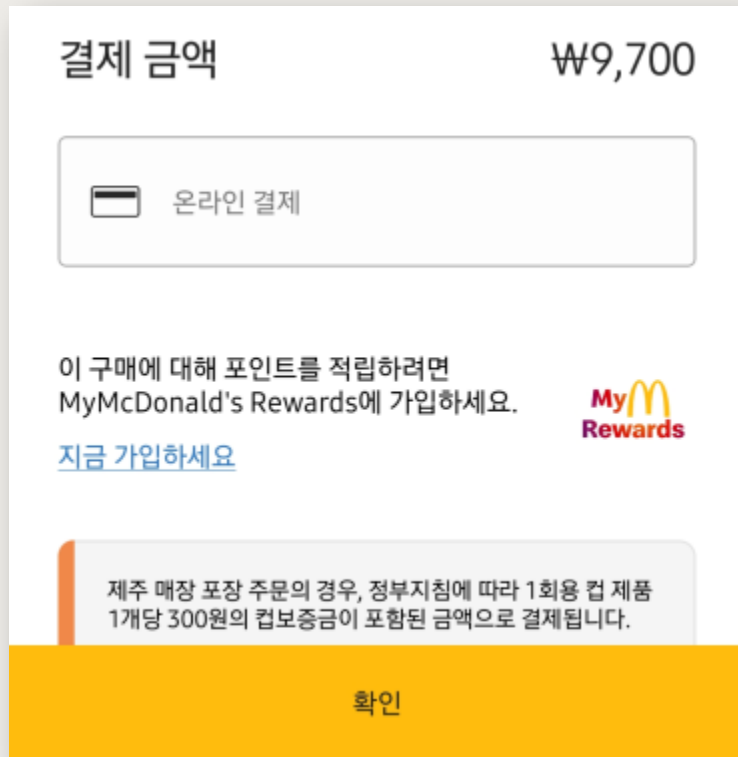 결제 금액 ₩9,700
온라인 결제
이 구매에 대해 포인트를 적립하려면
MyMcDonald's Rewards에 가입하세요.
My
Rewards
지금 가입하세요
제주 매장 포장 주문의 경우, 정부지침에 따라 1회용 컵 제품
1개당 300원의 컵보증금이 포함된 금액으로 결제됩니다.
확인